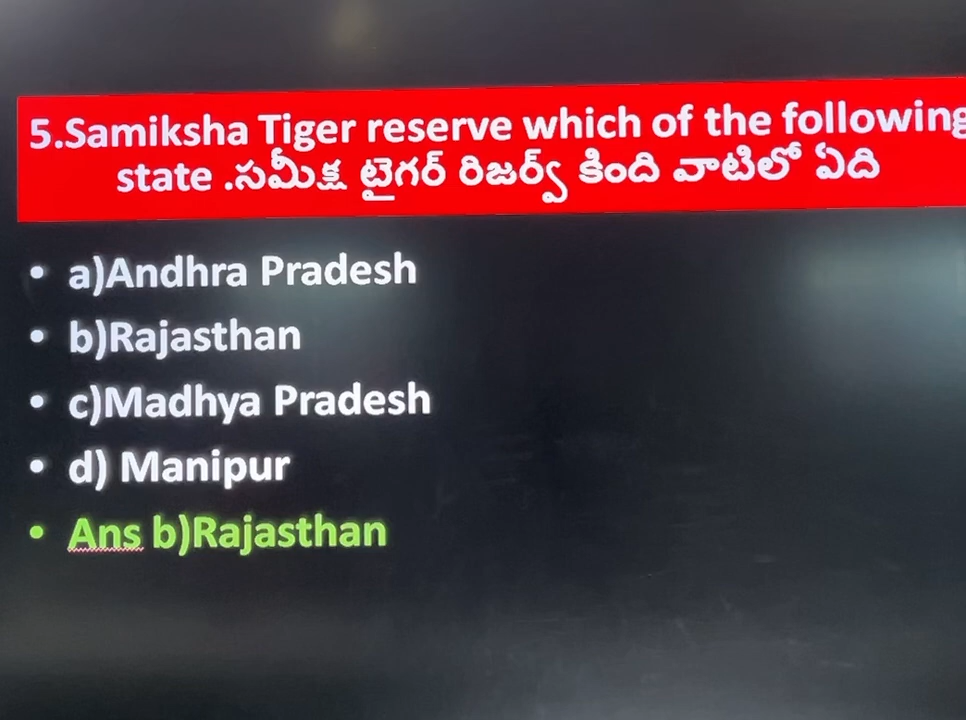 5.Samiksha Tiger reserve which of the following
state .సమీక్ష టైగర్ రిజర్వ్ కింది వాటిలో ఏది
• a)Andhra Pradesh
• b)Rajasthan
• c)Madhya Pradesh
• d) Manipur
• Ans b)Rajasthan